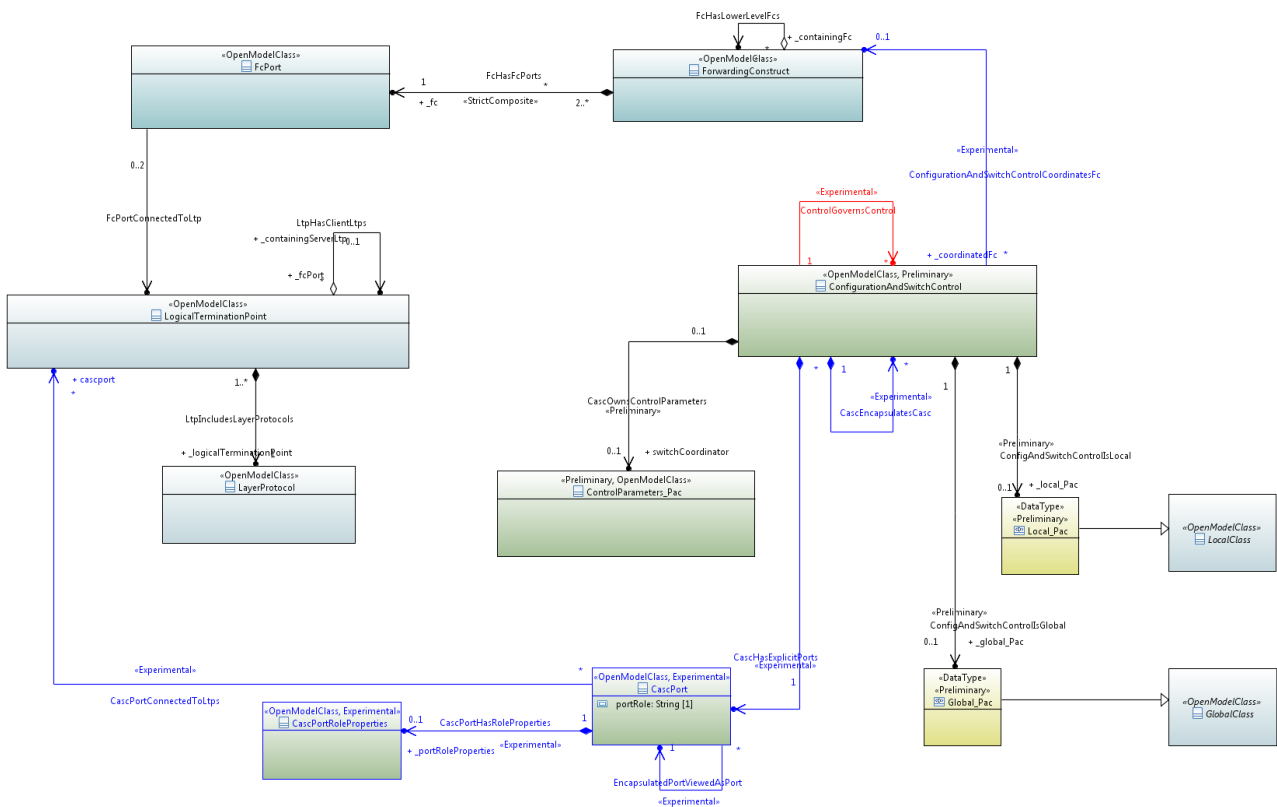 FcHasLowerLevelFcs
+ _containingFc
*
0..1
«OpenModelClass»
FcPort
«OpenModelClass»
ForwardingConstruct
FcHasFcPorts
1
*
+ _fc
«StrictComposite»
2..*
«Experimental»
ConfigurationAndSwitchControlCoordinatesFc
0..2
FcPortConnectedToLtp
«Experimental»
ControlGovernsControl
LtpHasClientLtps
+ _containingServerLtp
0..1
+ _fcPort
*
1
*
+ _coordinatedFc
*
«OpenModelClass, Preliminary»
ConfigurationAndSwitchControl
«OpenModelClass»
LogicalTerminationPoint
0..1
+ cascport
*
1..*
*
1
*
1
1
«Experimental»
CascEncapsulatesCasc
CascOwnsControlParameters
«Preliminary»
LtpIncludesLayerProtocols
+ _logicalTerminationPoint
0..1
+ switchCoordinator
«Preliminary»
ConfigAndSwitchControlIsLocal
0..1
+ _local_Pac
«OpenModelClass»
LayerProtocol
«Preliminary, OpenModelClass»
ControlParameters_Pac
«DataType»
«Preliminary»
Local_Pac
«OpenModelClass»
LocalClass
«Preliminary»
ConfigAndSwitchControlIsGlobal
0..1
+ _global_Pac
CascHasExplicitPorts
«Experimental»
1
«Experimental»
*
CascPortConnectedToLtps
«OpenModelClass, Experimental»
CascPort
portRole: String [1]
«DataType»
«Preliminary»
Global_Pac
«OpenModelClass»
GlobalClass
«OpenModelClass, Experimental»
CascPortRoleProperties
0..1
CascPortHasRoleProperties
1
+ _portRoleProperties
«Experimental»
1
*
EncapsulatedPortViewedAsPort
«Experimental»